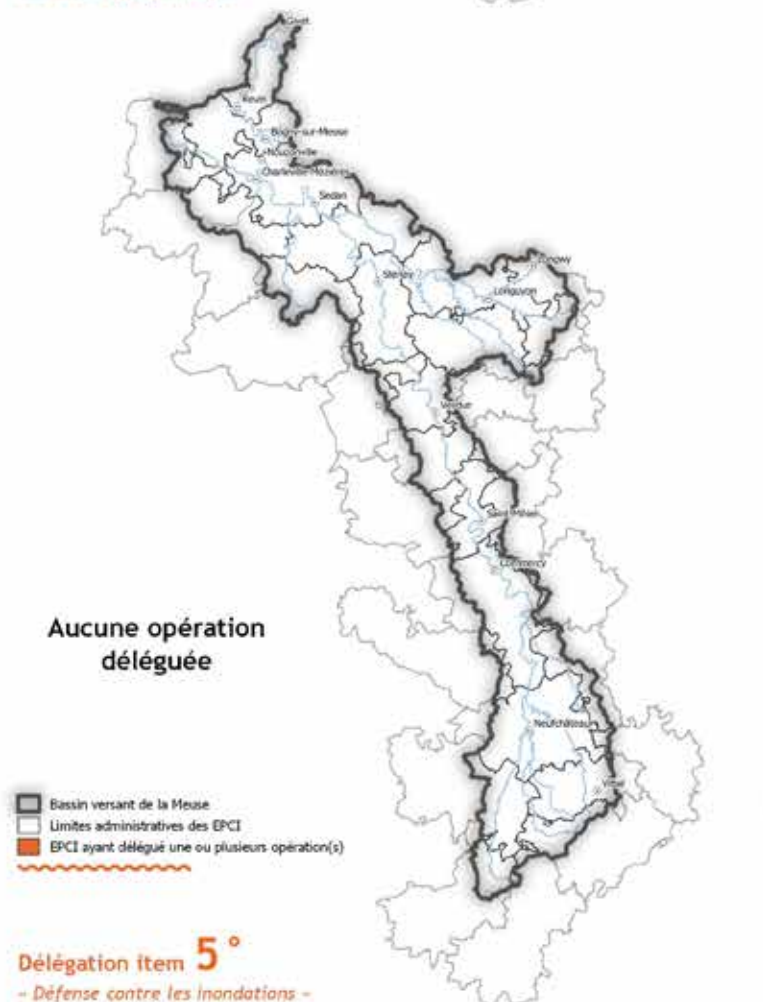 Givet
Revin
Bogny-sur-Meuse
Nouzonville
Charleville-Mézières
Sedan
Stenay
Longwy
Longuyon
Verdun
Saint-Mihiel
Commercy
Aucune opération
déléguée
Neufchâteau
Vittel
Bassin versant de la Meuse
Limites administratives des EPCI
EPCI ayant délégué une ou plusieurs opération(s)
Délégation item 5°
- Défense contre les inondations -